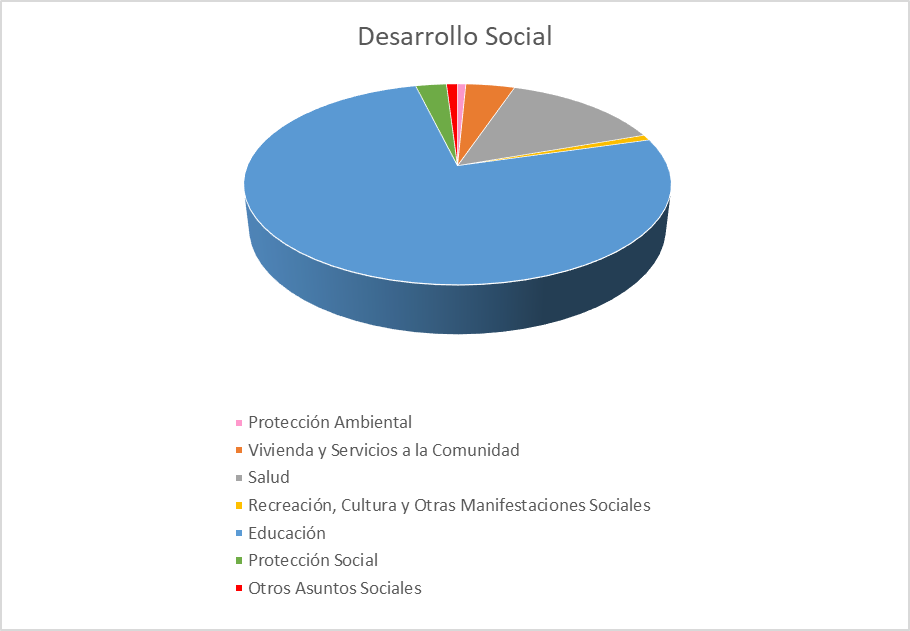 Desarrollo Social
Protección Ambiental
Vivienda y Servicios a la Comunidad
Salud
Recreación, Cultura y Otras Manifestaciones Sociales
Educación
Protección Social
Otros Asuntos Sociales